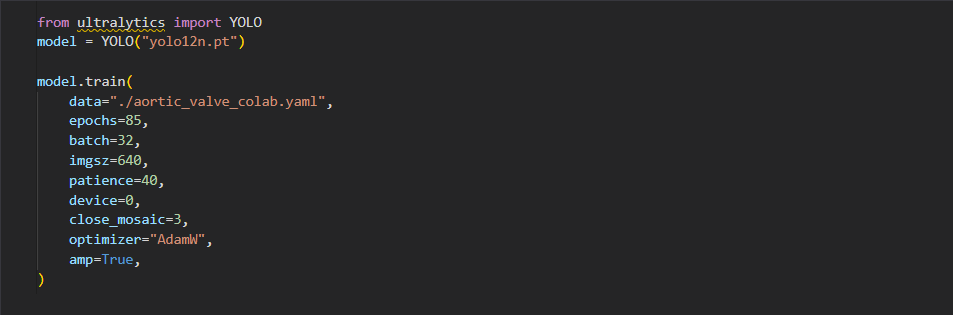 from ultralytics import YOLO
model = YOLO("yolo12n.pt")
model.train(
data="./aortic_valve_colab.yaml",
epochs=85,
batch=32,
imgsz=640,
patience=40,
device=0,
close_mosaic=3,
optimizer="AdamW",
amp=True,
)